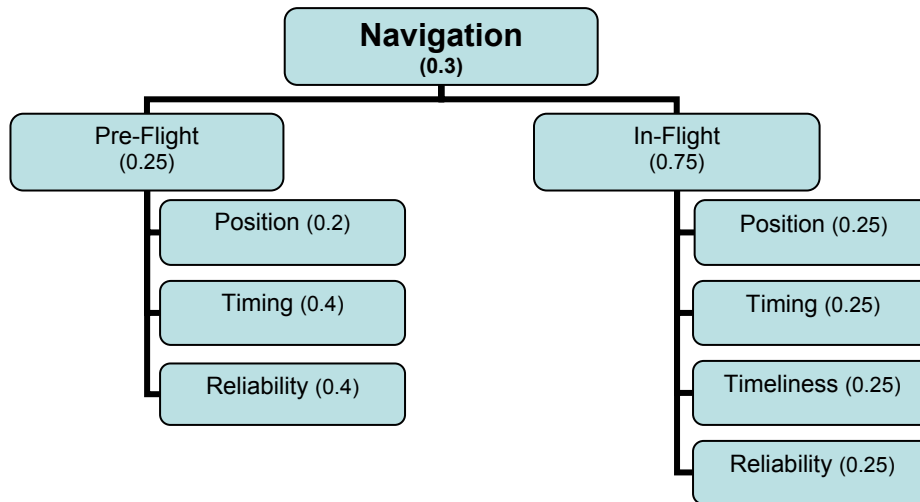 Navigation
(0.3)
Pre-Flight
(0.25)
Position (0.2)
Timing (0.4)
Reliability (0.4)
In-Flight
(0.75)
Position (0.25)
Timing (0.25)
Timeliness (0.25)
Reliability (0.25)